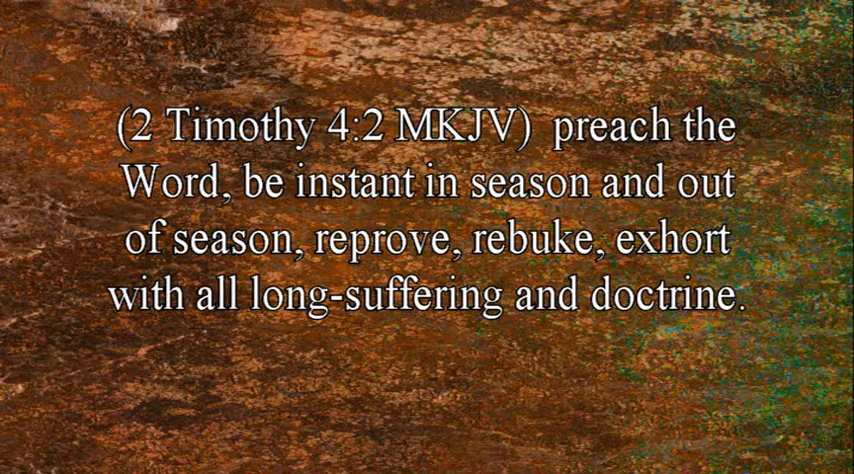 (2 Timothy 4:2 MKJV)  preach the
Word, be instant in season and out
of season, reprove, rebuke, exhort
with all long-suffering and doctrine.